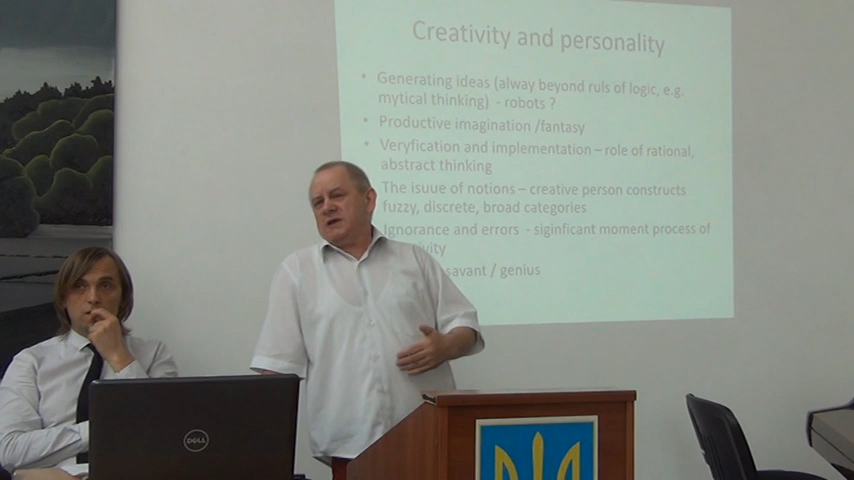 Creativity and personality
• Generating ideas (alway beyond ruls of logic, e.g.
mytical thinking) - robots ?
• Productive imagination /fantasy
• Veryfication and implementation – role of rational,
abstract thinking
The isuue of notions – creative person constructs
fuzzy, discrete, broad categories
Ignorance and errors - siginficant moment process of
savant / genius
DELL